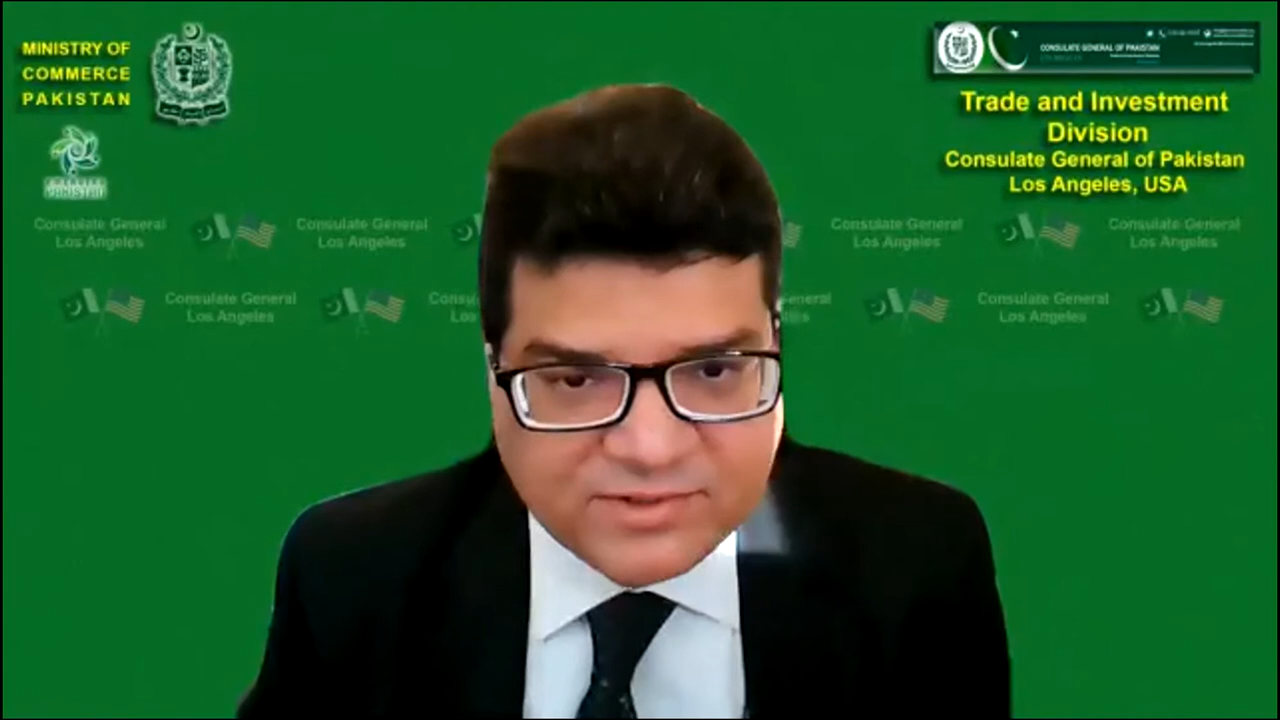 MINISTRY OF
COMMERCE
PAKISTAN
CONSULATE GENERAL OF PAKISTAN
LOS ANGELES
Trade and Investment
Division
Consulate General of Pakistan
Los Angeles, USA
PAKISTAN
Consulate General
Los Angeles
Consulate General
Los Angeles
Consulate General
Los Angeles
Consulate General
Los Angeles
Consulate General
Los Angeles
Consulate General
Los Angeles